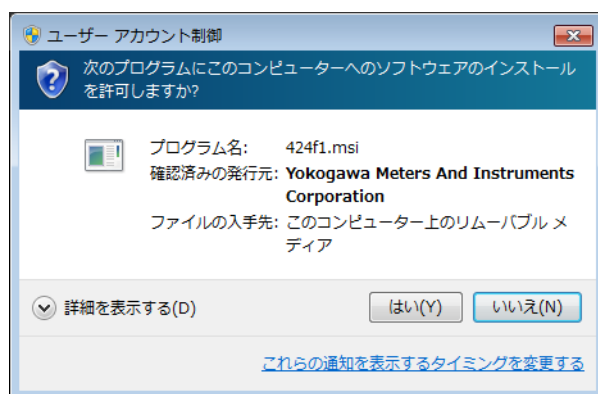 ユーザー アカウント制御
次のプログラムにこのコンピューターへのソフトウェアのインストール
を許可しますか?
プログラム名: 424f1.msi
確認済みの発行元: Yokogawa Meters And Instruments
Corporation
ファイルの入手先: このコンピューター上のリムーバブル メ
ディア
詳細を表示する(D)
はい(Y)
いいえ(N)
これらの通知を表示するタイミングを変更する